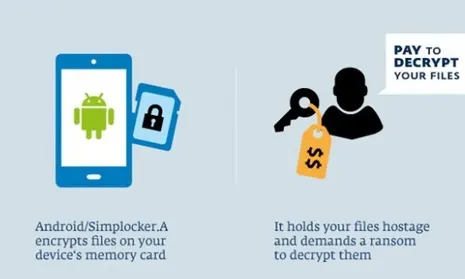 PAY TO
DECRYPT
YOUR FILES
$$
Android/Simplocker.A
encrypts files on your
device's memory card
It holds your files hostage
and demands a ransom
to decrypt them